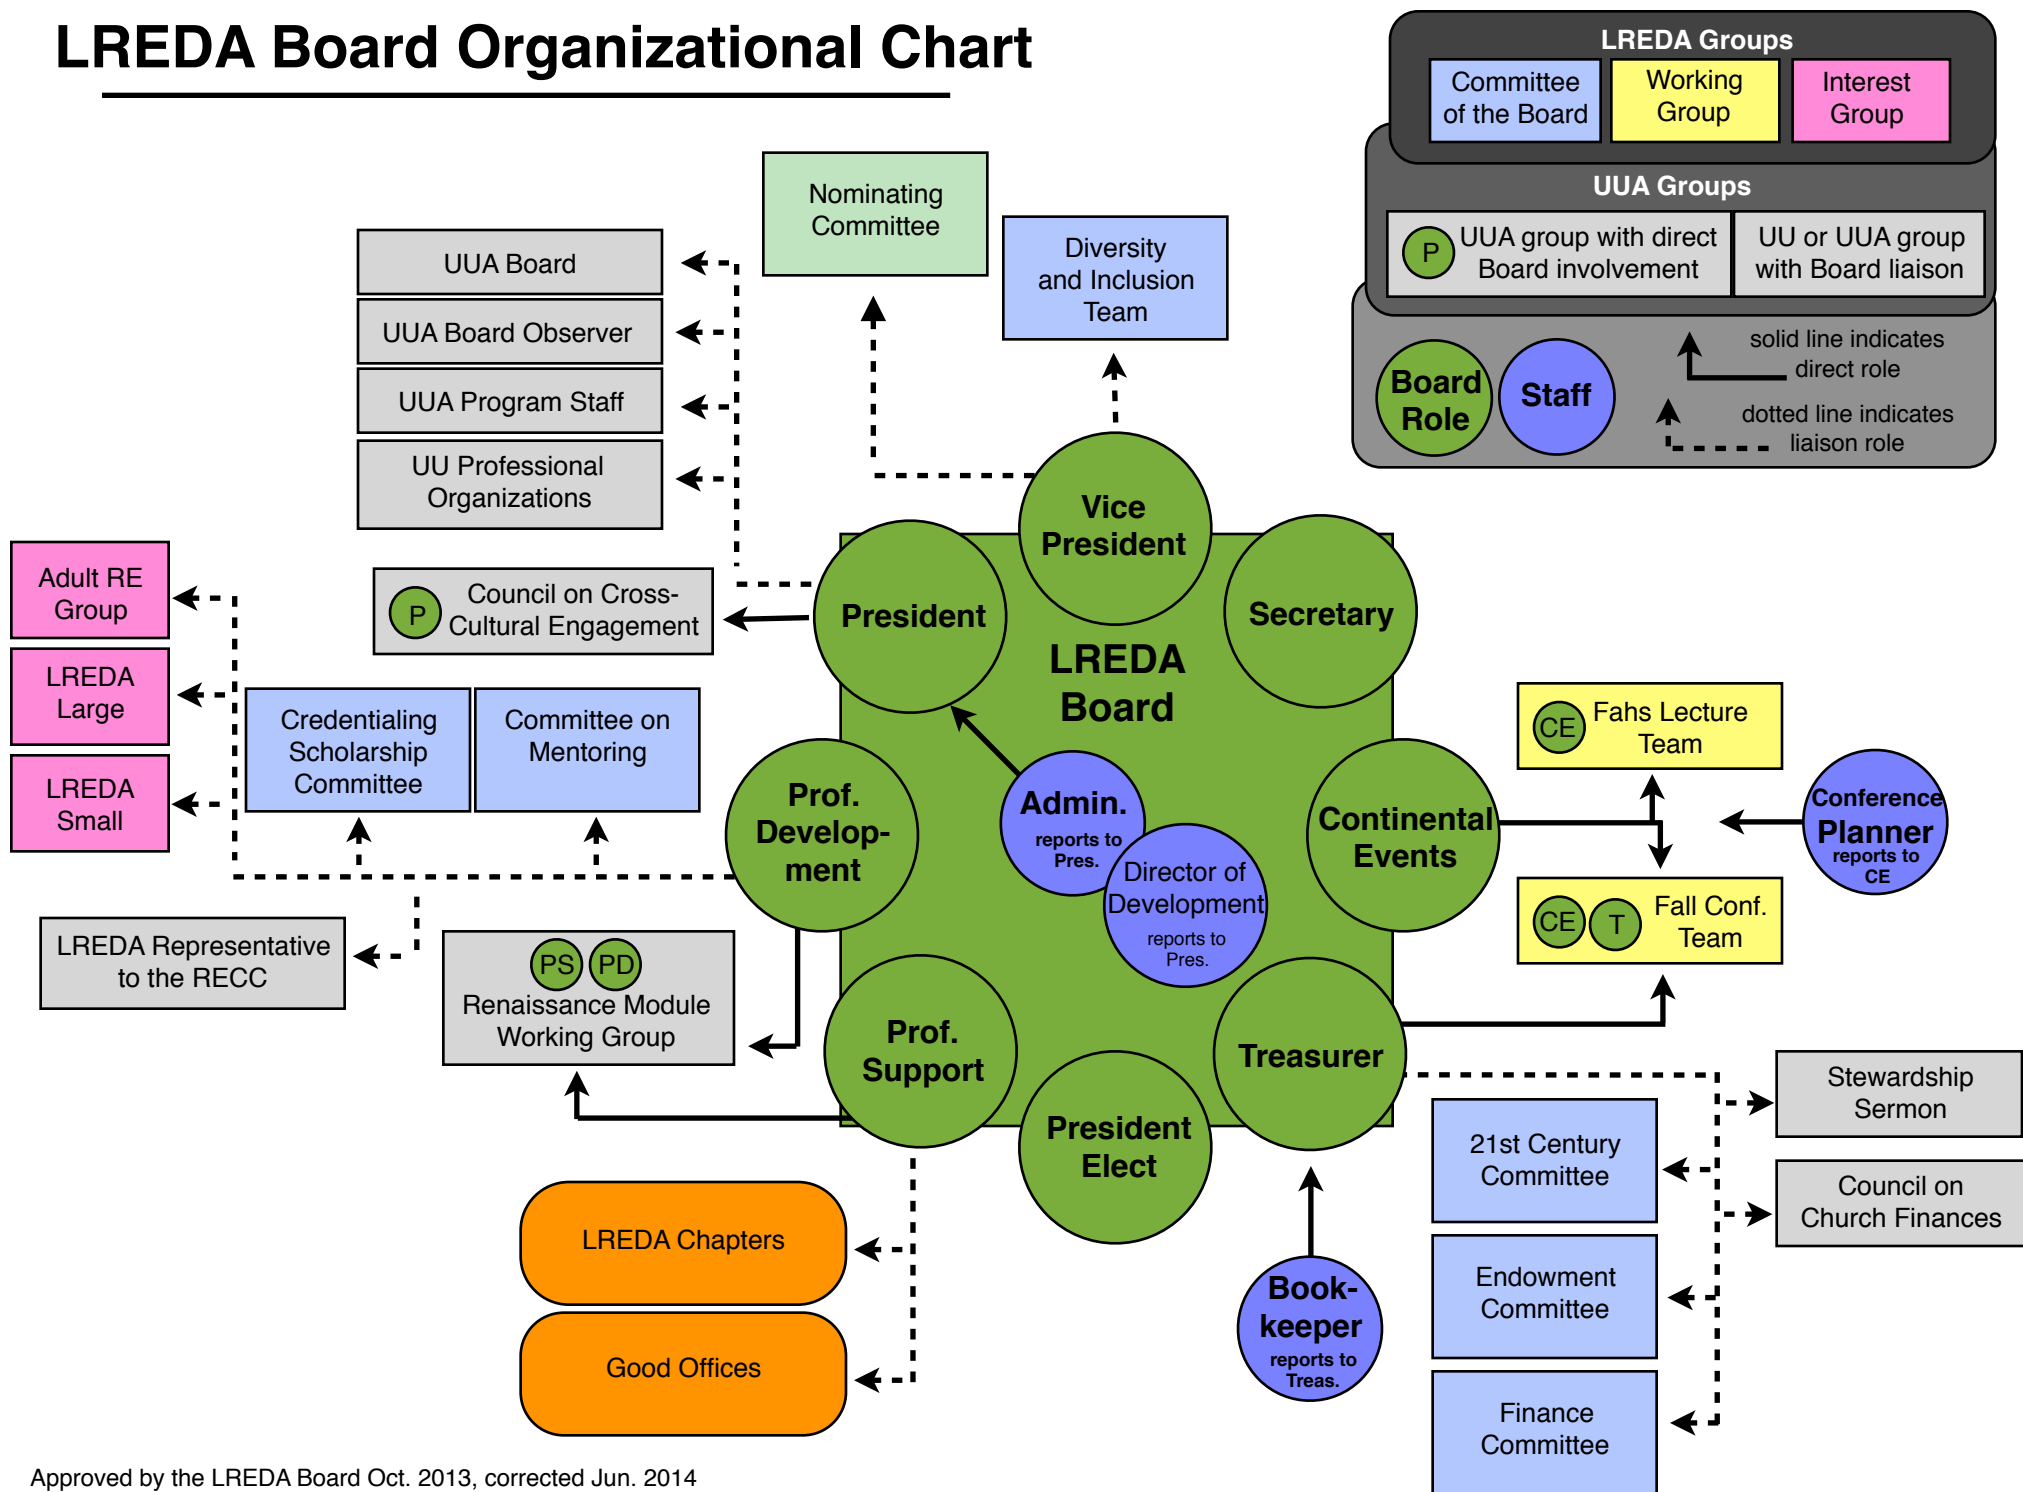 LREDA Board Organizational Chart
LREDA Groups
Committee
of the Board
Working
Group
Interest
Group
UUA Groups
P
UUA group with direct
Board involvement
UU or UUA group
with Board liaison
Board
Role
Staff
solid line indicates
direct role
dotted line indicates
liaison role
Nominating
Committee
Diversity
and Inclusion
Team
UUA Board
UUA Board Observer
UUA Program Staff
UU Professional
Organizations
P
Council on Cross-
Cultural Engagement
Adult RE
Group
LREDA
Large
LREDA
Small
Credentialing
Scholarship
Committee
Committee on
Mentoring
LREDA Representative
to the RECC
PS
PD
Renaissance Module
Working Group
LREDA Chapters
Good Offices
Vice
President
President
Secretary
LREDA
Board
Prof.
Develop-
ment
Admin.
reports to
Pres.
Director of
Development
reports to
Pres.
Continental
Events
Prof.
Support
President
Elect
Treasurer
CE
Fahs Lecture
Team
Conference
Planner
reports to
CE
CE
T
Fall Conf.
Team
Book-
keeper
reports to
Treas.
21st Century
Committee
Endowment
Committee
Finance
Committee
Stewardship
Sermon
Council on
Church Finances
Approved by the LREDA Board Oct. 2013, corrected Jun. 2014